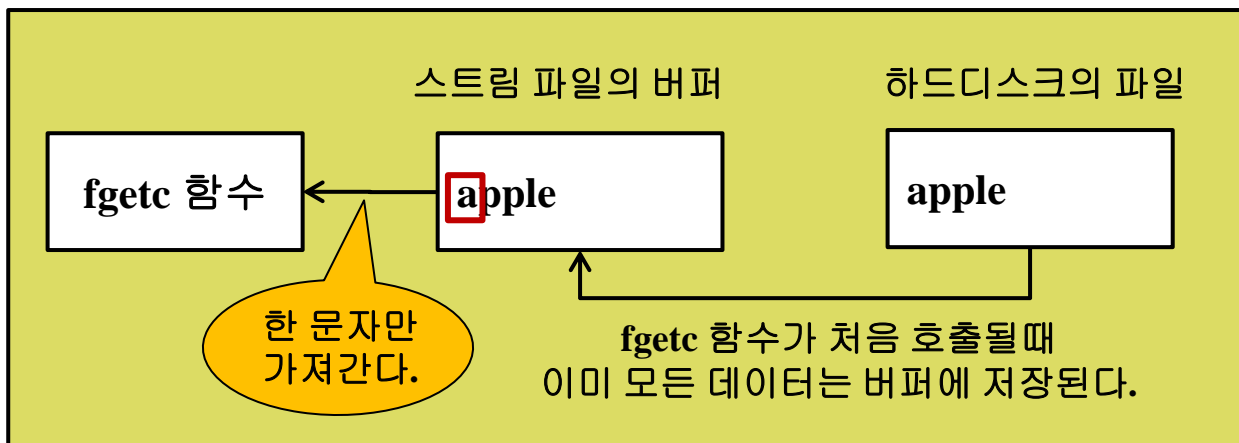 스트림 파일의 버퍼
하드디스크의 파일
fgetc 함수
apple
apple
한 문자만
가져간다.
fgetc 함수가 처음 호출될때
이미 모든 데이터는 버퍼에 저장된다.